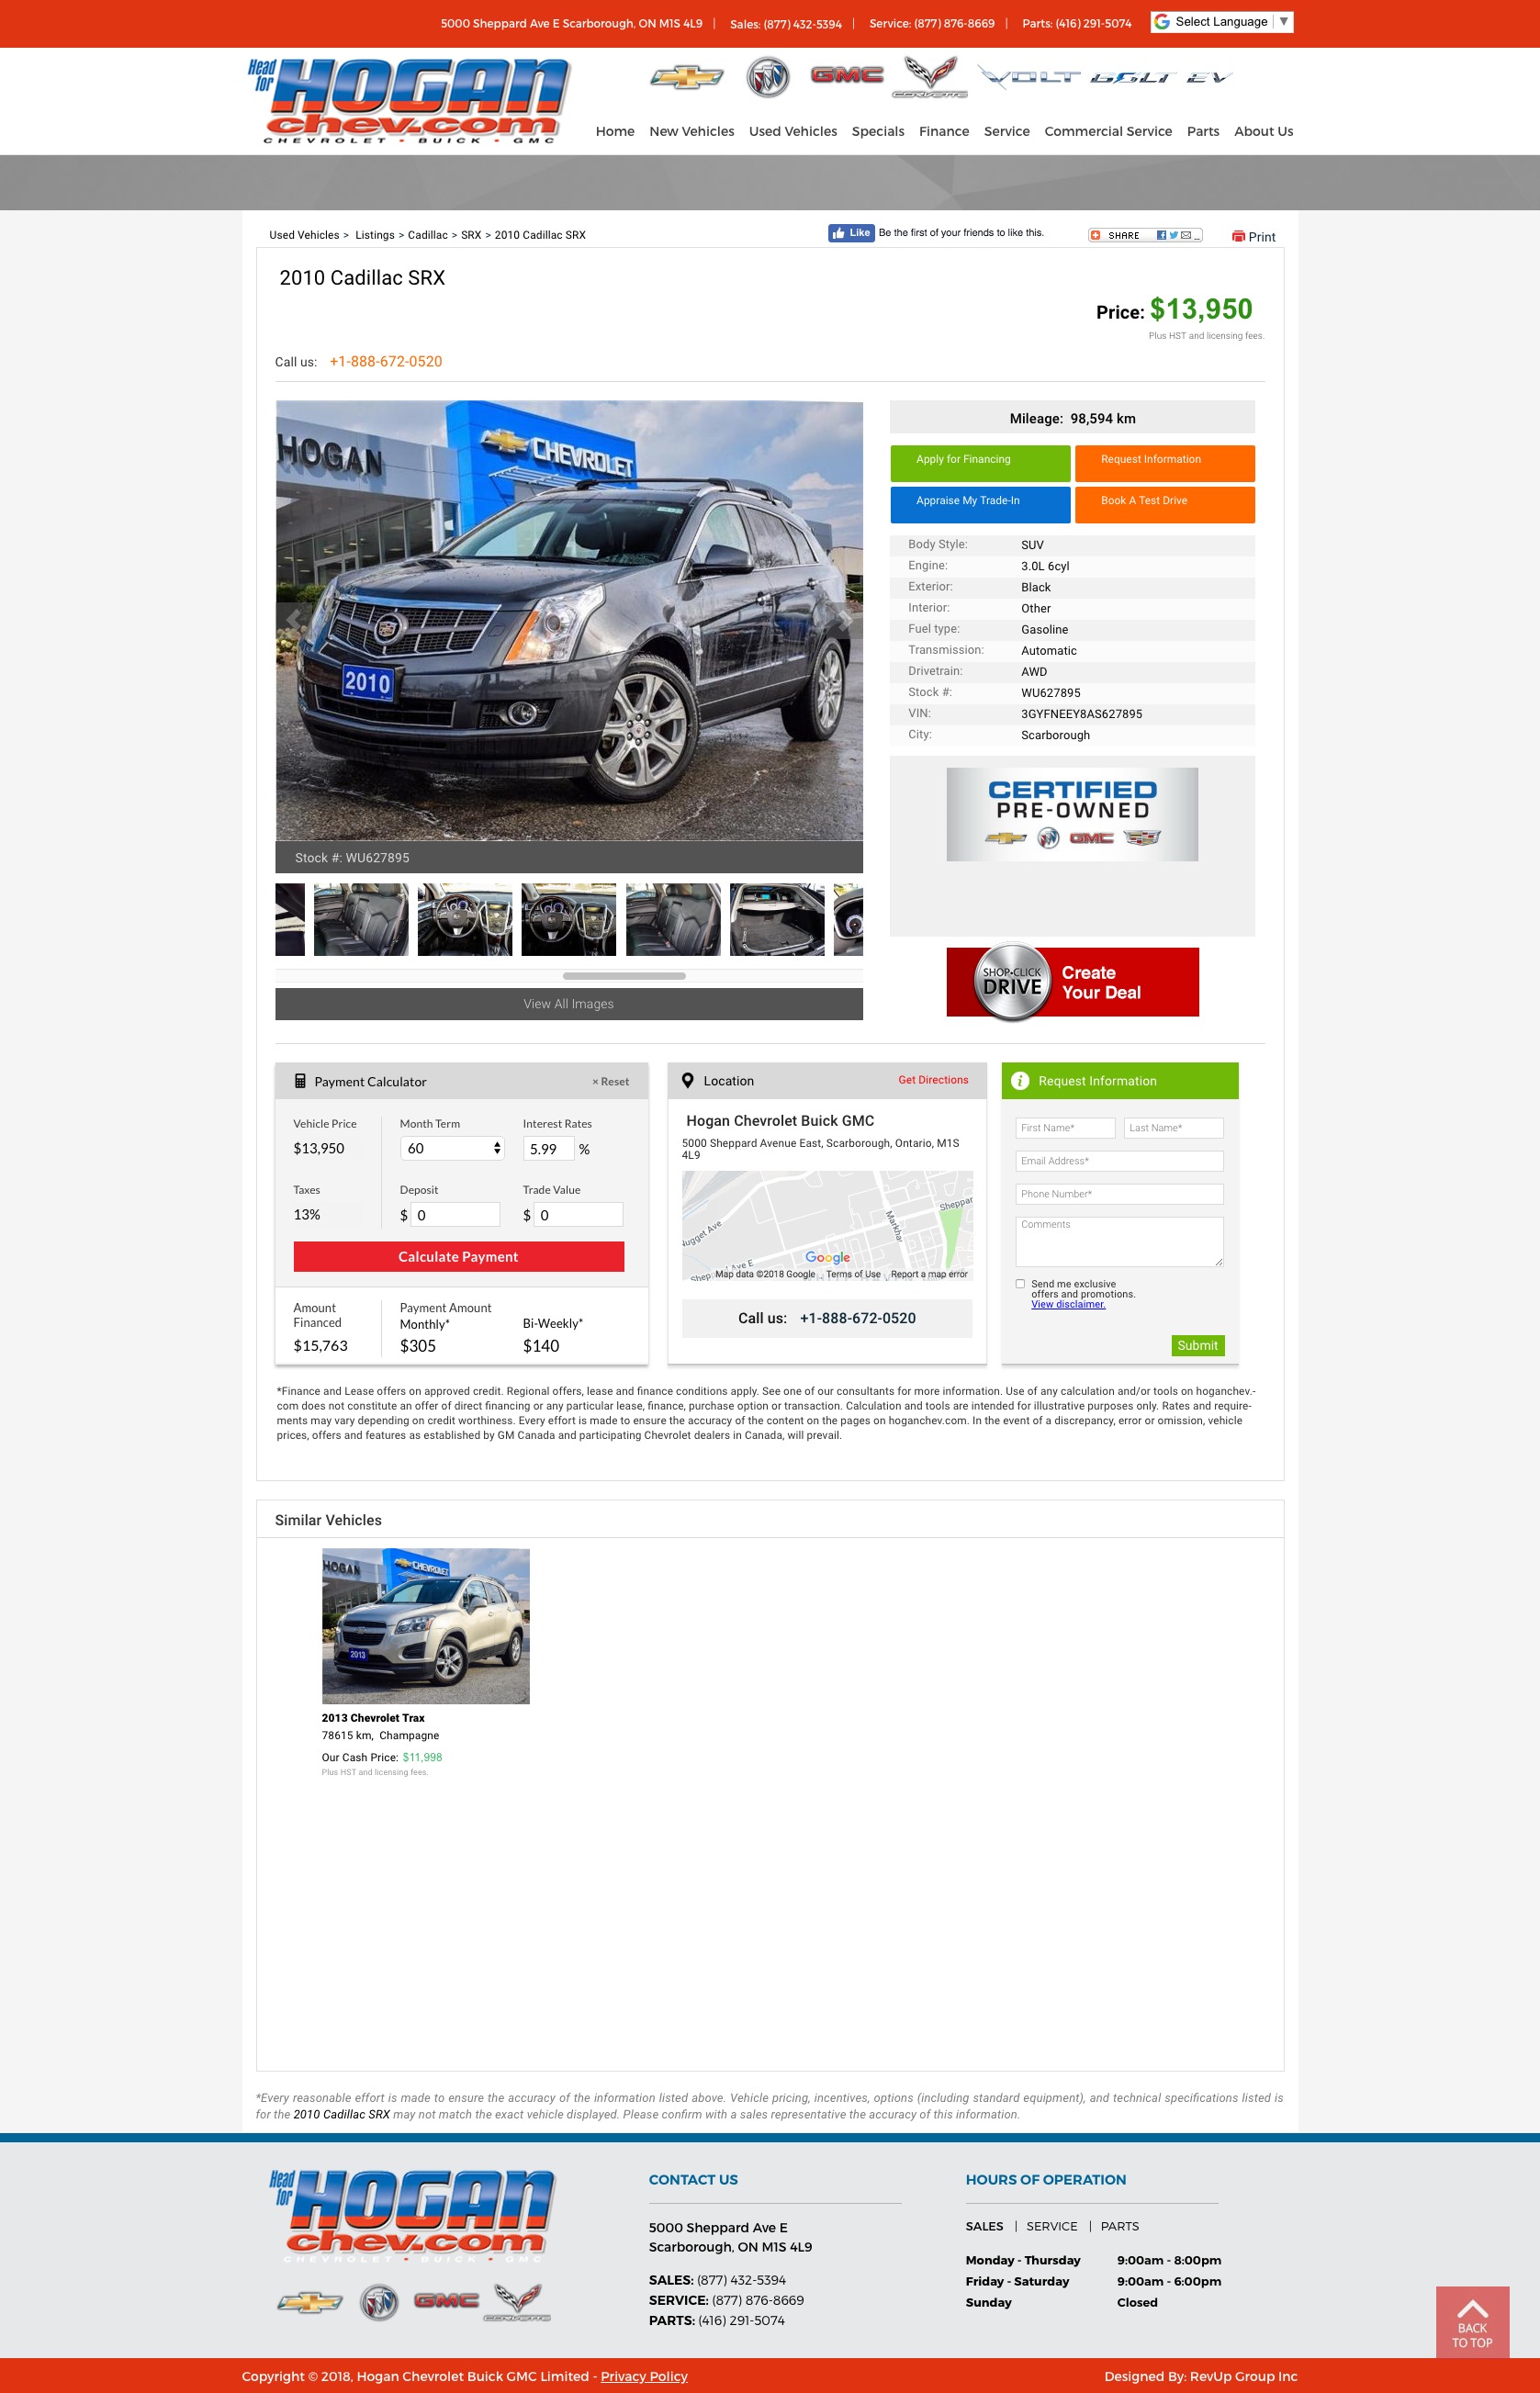 5000 Sheppard Ave E Scarborough, ON M1S 4L9 | Sales: (877) 432-5394 | Service: (877) 876-8669 | Parts: (416) 291-5074 Select Language ▼
Head for HOGAN
chev.com
CHEVROLET • BUICK • GMC
GMC CORVETTE VOLT BOLT EV
Home New Vehicles Used Vehicles Specials Finance Service Commercial Service Parts About Us
Used Vehicles > Listings > Cadillac > SRX > 2010 Cadillac SRX
Like Be the first of your friends to like this.
SHARE
Print
2010 Cadillac SRX
Price: $13,950
Plus HST and licensing fees.
Call us: +1-888-672-0520
HOGAN CHEVROLET
2010
Stock #: WU627895
View All Images
Mileage: 98,594 km
Apply for Financing Request Information
Appraise My Trade-In Book A Test Drive
Body Style: SUV
Engine: 3.0L 6cyl
Exterior: Black
Interior: Other
Fuel type: Gasoline
Transmission: Automatic
Drivetrain: AWD
Stock #: WU627895
VIN: 3GYFNEEY8AS627895
City: Scarborough
CERTIFIED
PRE-OWNED
GMC
SHOP•CLICK
DRIVE
Create
Your Deal
Payment Calculator × Reset
Vehicle Price Month Term Interest Rates
$13,950 60 5.99 %
Taxes Deposit Trade Value
13% $ 0 $ 0
Calculate Payment
Amount
Financed
$15,763
Payment Amount
Monthly* Bi-Weekly*
$305 $140
Location Get Directions
Hogan Chevrolet Buick GMC
5000 Sheppard Avenue East, Scarborough, Ontario, M1S
4L9
Sheppar
Markha
Nugget Ave
Google
Shep Ave E
Map data ©2018 Google Terms of Use Report a map error
Call us: +1-888-672-0520
Request Information
First Name* Last Name*
Email Address*
Phone Number*
Comments
Send me exclusive
offers and promotions.
View disclaimer.
Submit
*Finance and Lease offers on approved credit. Regional offers, lease and finance conditions apply. See one of our consultants for more information. Use of any calculation and/or tools on hoganchev.-
com does not constitute an offer of direct financing or any particular lease, finance, purchase option or transaction. Calculation and tools are intended for illustrative purposes only. Rates and require-
ments may vary depending on credit worthiness. Every effort is made to ensure the accuracy of the content on the pages on hoganchev.com. In the event of a discrepancy, error or omission, vehicle
prices, offers and features as established by GM Canada and participating Chevrolet dealers in Canada, will prevail.
Similar Vehicles
HOGAN CHEVROLET
2013
2013 Chevrolet Trax
78615 km, Champagne
Our Cash Price: $11,998
Plus HST and licensing fees.
*Every reasonable effort is made to ensure the accuracy of the information listed above. Vehicle pricing, incentives, options (including standard equipment), and technical specifications listed is
for the 2010 Cadillac SRX may not match the exact vehicle displayed. Please confirm with a sales representative the accuracy of this information.
Head for HOGAN
chev.com
CHEVROLET • BUICK • GMC
GMC CORVETTE
CONTACT US
5000 Sheppard Ave E
Scarborough, ON M1S 4L9
SALES: (877) 432-5394
SERVICE: (877) 876-8669
PARTS: (416) 291-5074
HOURS OF OPERATION
SALES | SERVICE | PARTS
Monday - Thursday 9:00am - 8:00pm
Friday - Saturday 9:00am - 6:00pm
Sunday Closed
BACK
TO TOP
Copyright © 2018, Hogan Chevrolet Buick GMC Limited - Privacy Policy
Designed By: RevUp Group Inc